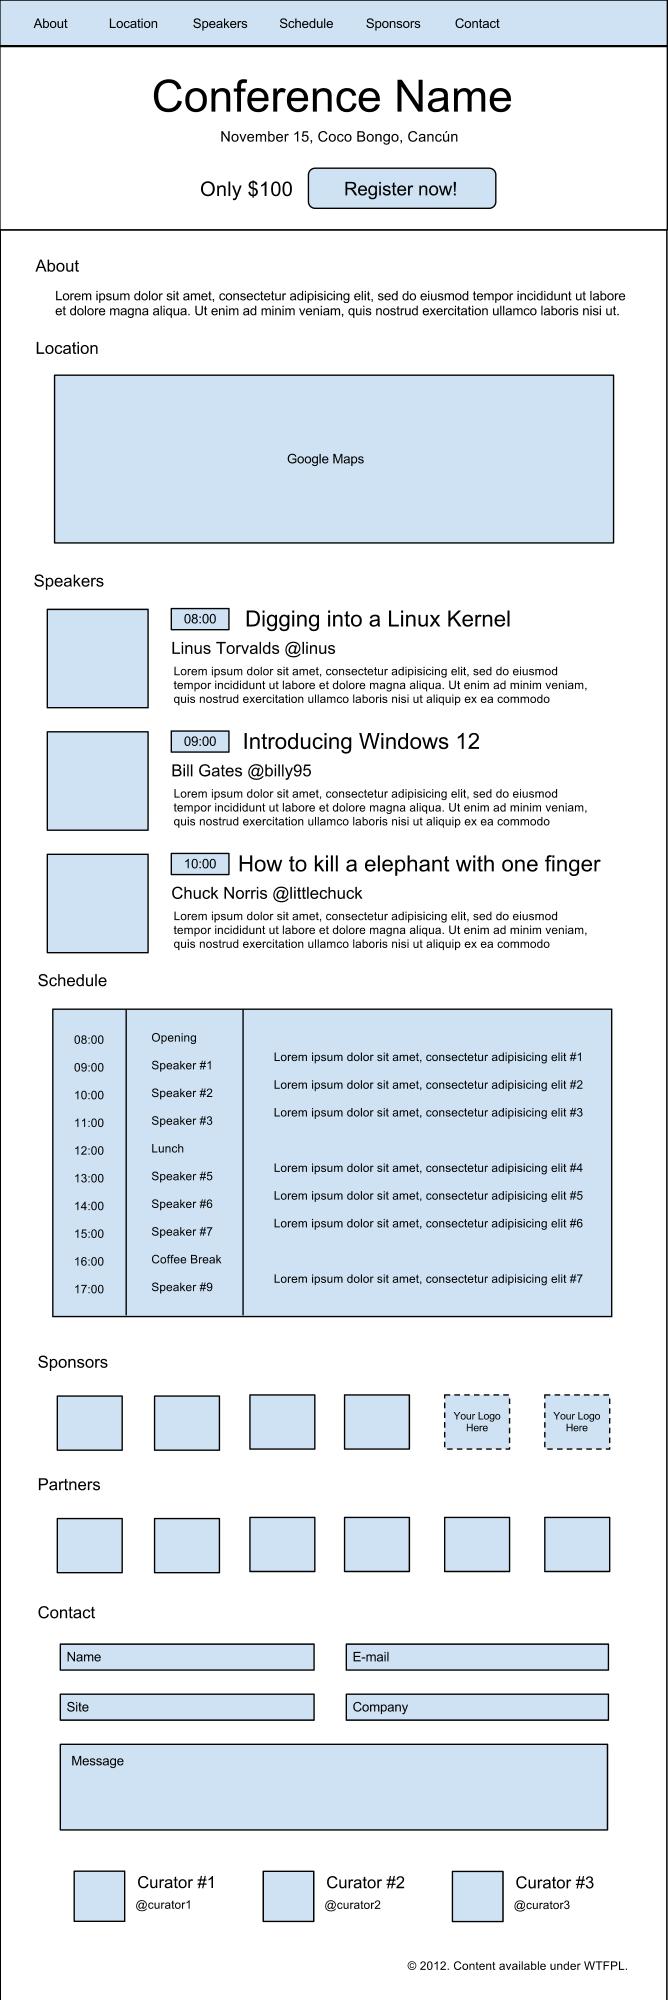 About Location Speakers Schedule Sponsors Contact
Conference Name
November 15, Coco Bongo, Cancún
Only $100 Register now!
About
Lorem ipsum dolor sit amet, consectetur adipisicing elit, sed do eiusmod tempor incididunt ut labore
et dolore magna aliqua. Ut enim ad minim veniam, quis nostrud exercitation ullamco laboris nisi ut.
Location
Google Maps
Speakers
08:00 Digging into a Linux Kernel
Linus Torvalds @linus
Lorem ipsum dolor sit amet, consectetur adipisicing elit, sed do eiusmod
tempor incididunt ut labore et dolore magna aliqua. Ut enim ad minim veniam,
quis nostrud exercitation ullamco laboris nisi ut aliquip ex ea commodo
09:00 Introducing Windows 12
Bill Gates @billy95
Lorem ipsum dolor sit amet, consectetur adipisicing elit, sed do eiusmod
tempor incididunt ut labore et dolore magna aliqua. Ut enim ad minim veniam,
quis nostrud exercitation ullamco laboris nisi ut aliquip ex ea commodo
10:00 How to kill a elephant with one finger
Chuck Norris @littlechuck
Lorem ipsum dolor sit amet, consectetur adipisicing elit, sed do eiusmod
tempor incididunt ut labore et dolore magna aliqua. Ut enim ad minim veniam,
quis nostrud exercitation ullamco laboris nisi ut aliquip ex ea commodo
Schedule
08:00 Opening
09:00 Speaker #1 Lorem ipsum dolor sit amet, consectetur adipisicing elit #1
10:00 Speaker #2 Lorem ipsum dolor sit amet, consectetur adipisicing elit #2
11:00 Speaker #3 Lorem ipsum dolor sit amet, consectetur adipisicing elit #3
12:00 Lunch
13:00 Speaker #5 Lorem ipsum dolor sit amet, consectetur adipisicing elit #4
14:00 Speaker #6 Lorem ipsum dolor sit amet, consectetur adipisicing elit #5
15:00 Speaker #7 Lorem ipsum dolor sit amet, consectetur adipisicing elit #6
16:00 Coffee Break
17:00 Speaker #9 Lorem ipsum dolor sit amet, consectetur adipisicing elit #7
Sponsors
Your Logo
Here
Your Logo
Here
Partners
Contact
Name E-mail
Site Company
Message
Curator #1 Curator #2 Curator #3
@curator1 @curator2 @curator3
© 2012. Content available under WTFPL.